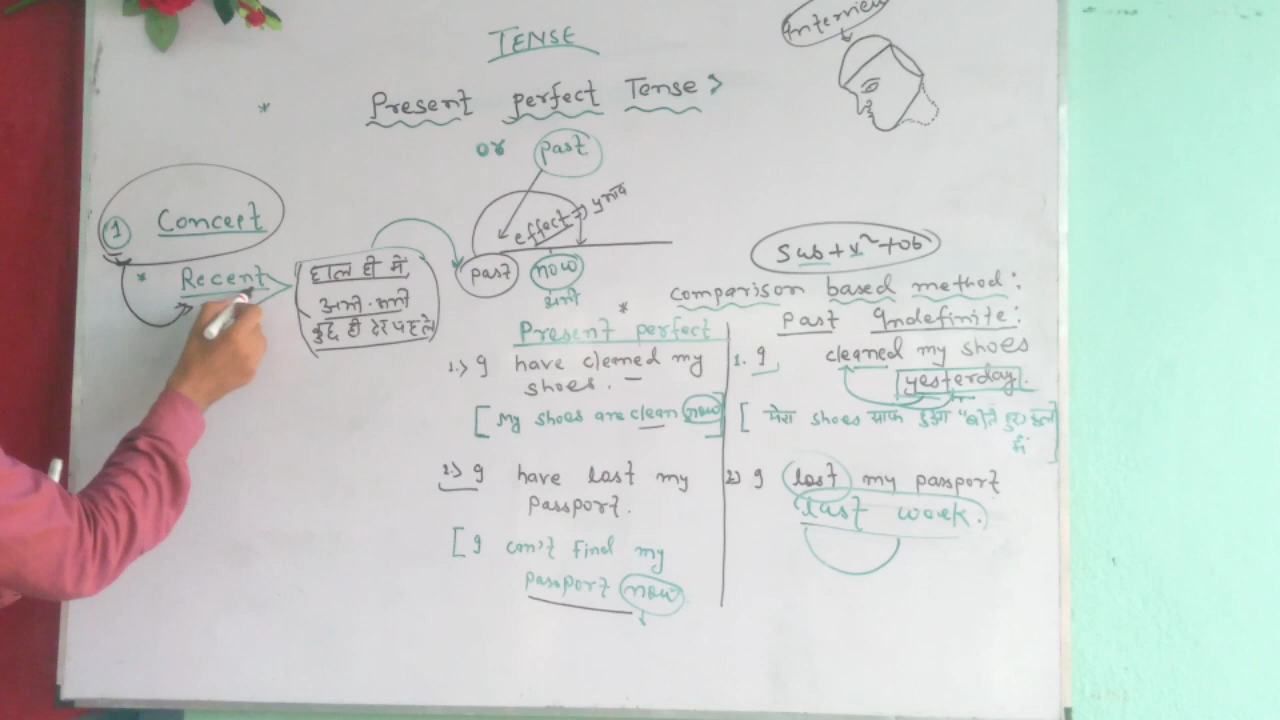 Interview
TENSE
* Present perfect Tense >
or past
1 Concept
* Recent
हाल ही में,
अभी-अभी
कुछ ही देर पहले
effect
past now
अभी
Sub + V² + ob
comparison based method:
* Present perfect
1.) I have cleaned my
shoes.
[My shoes are clean now]
2.) I have last my
passport.
[I can't find my
passport now
past Indefinite:
1. I cleaned my shoes
yesterday.
[मेरा shoes साफ हुआ "बीते हुए कल
में]
2) I lost my passport
last week.